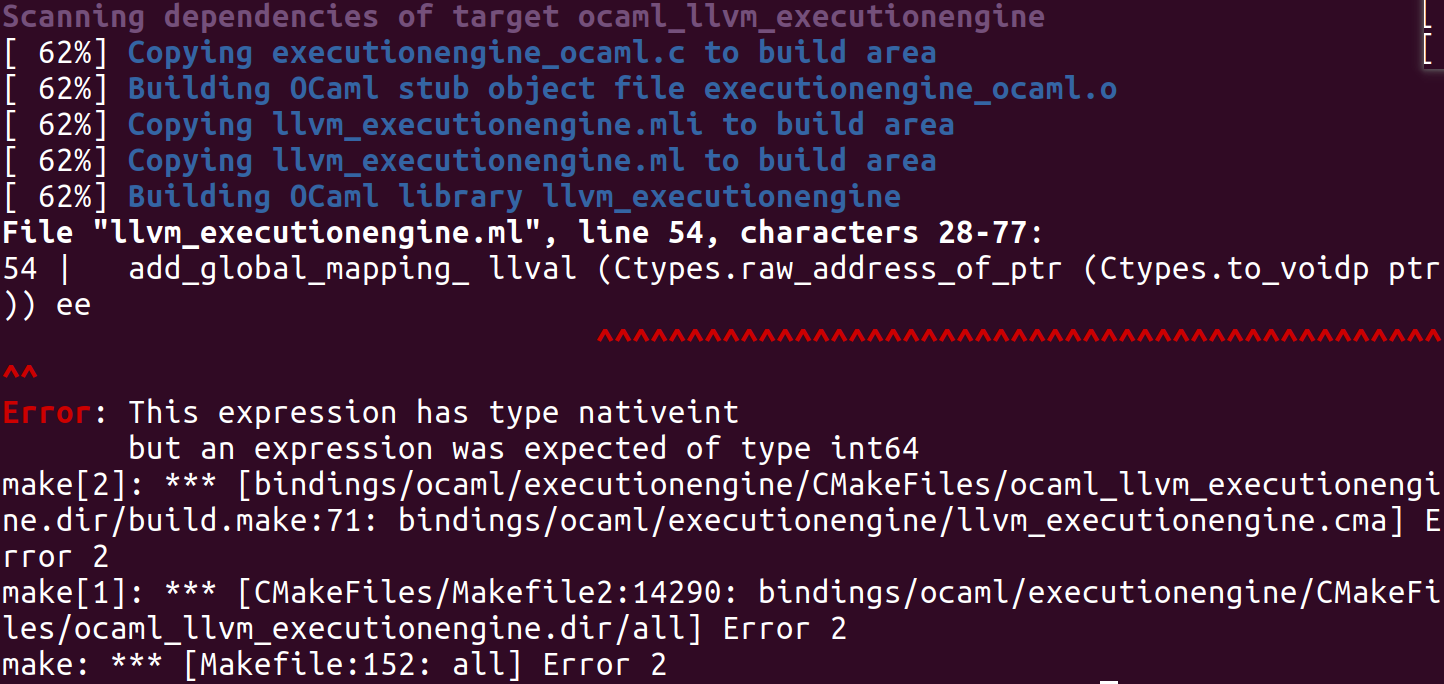 Scanning dependencies of target ocaml_llvm_executionengine
[ 62%] Copying executionengine_ocaml.c to build area
[ 62%] Building OCaml stub object file executionengine_ocaml.o
[ 62%] Copying llvm_executionengine.mli to build area
[ 62%] Copying llvm_executionengine.ml to build area
[ 62%] Building OCaml library llvm_executionengine
File "llvm_executionengine.ml", line 54, characters 28-77:
54 |   add_global_mapping_ llval (Ctypes.raw_address_of_ptr (Ctypes.to_voidp ptr
)) ee
                                 ^^^^^^^^^^^^^^^^^^^^^^^^^^^^^^^^^^^^^^^^^^^^^^^
^^
Error: This expression has type nativeint
       but an expression was expected of type int64
make[2]: *** [bindings/ocaml/executionengine/CMakeFiles/ocaml_llvm_executionengi
ne.dir/build.make:71: bindings/ocaml/executionengine/llvm_executionengine.cma] E
rror 2
make[1]: *** [CMakeFiles/Makefile2:14290: bindings/ocaml/executionengine/CMakeFi
les/ocaml_llvm_executionengine.dir/all] Error 2
make: *** [Makefile:152: all] Error 2